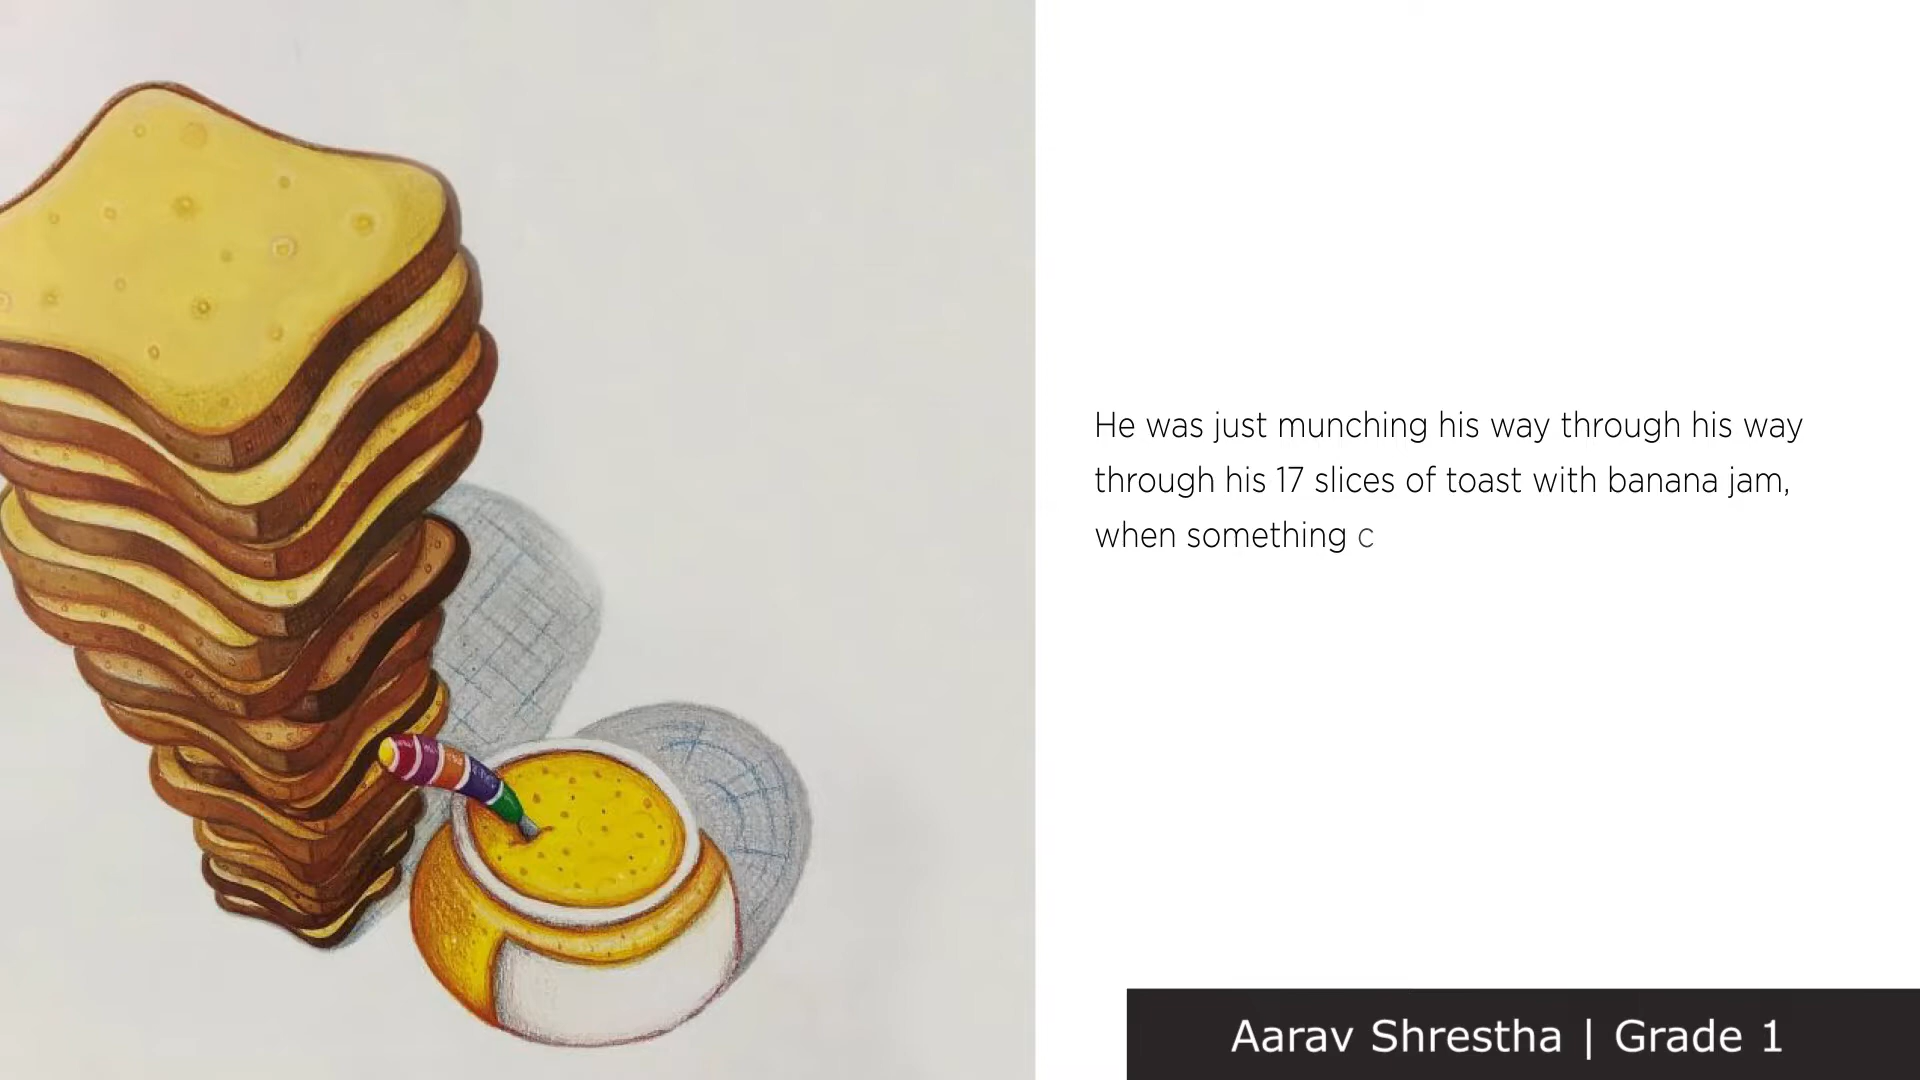 He was just munching his way through his way
through his 17 slices of toast with banana jam,
when something c
Aarav Shrestha | Grade 1